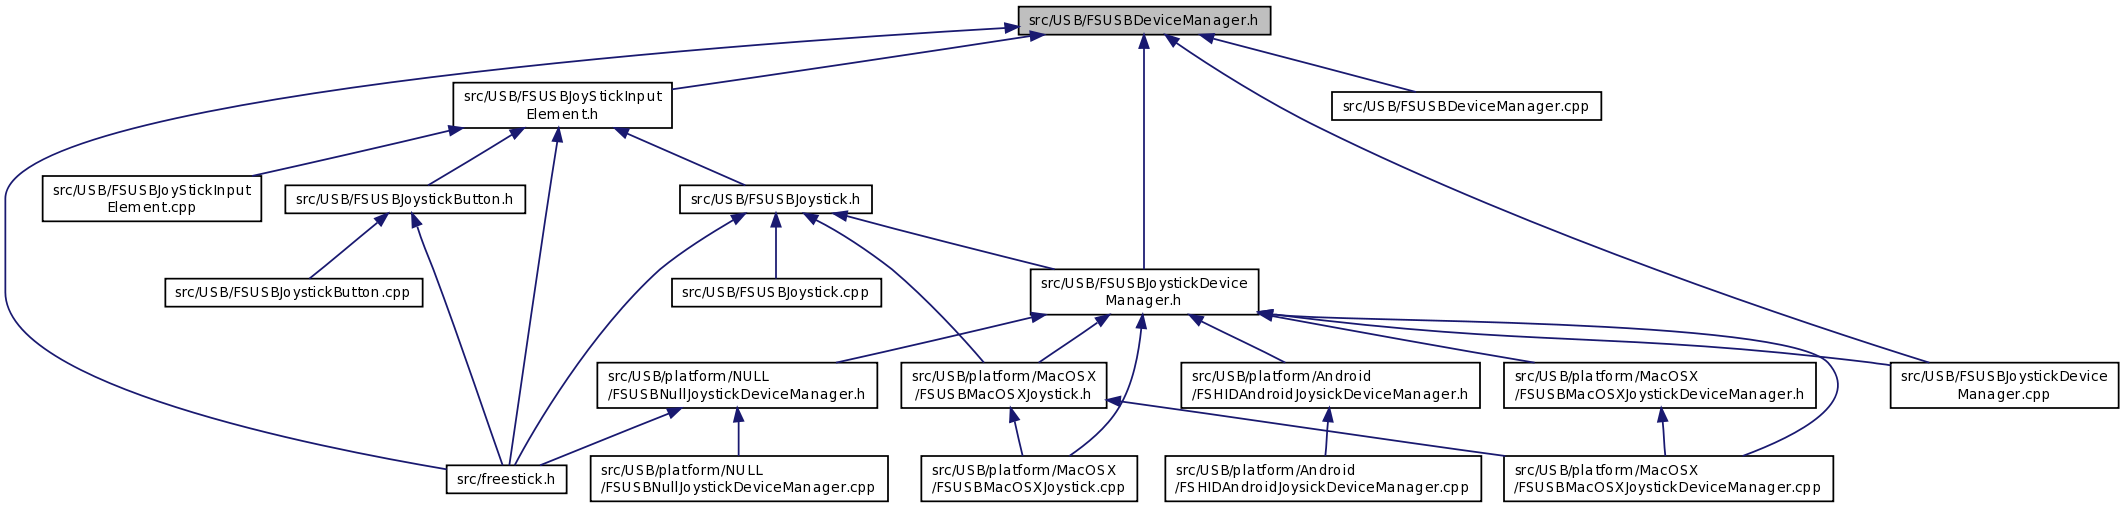 src/USB/FSUSBDeviceManager.h
src/USB/FSUSBJoyStickInput
Element.h
src/USB/FSUSBDeviceManager.cpp
src/USB/FSUSBJoyStickInput
Element.cpp
src/USB/FSUSBJoystickButton.h
src/USB/FSUSBJoystick.h
src/USB/FSUSBJoystickButton.cpp
src/USB/FSUSBJoystick.cpp
src/USB/FSUSBJoystickDevice
Manager.h
src/USB/platform/NULL
/FSUSBNullJoystickDeviceManager.h
src/USB/platform/MacOSX
/FSUSBMacOSXJoystick.h
src/USB/platform/Android
/FSHIDAndroidJoysickDeviceManager.h
src/USB/platform/MacOSX
/FSUSBMacOSXJoystickDeviceManager.h
src/USB/FSUSBJoystickDevice
Manager.cpp
src/freestick.h
src/USB/platform/NULL
/FSUSBNullJoystickDeviceManager.cpp
src/USB/platform/MacOSX
/FSUSBMacOSXJoystick.cpp
src/USB/platform/Android
/FSHIDAndroidJoysickDeviceManager.cpp
src/USB/platform/MacOSX
/FSUSBMacOSXJoystickDeviceManager.cpp